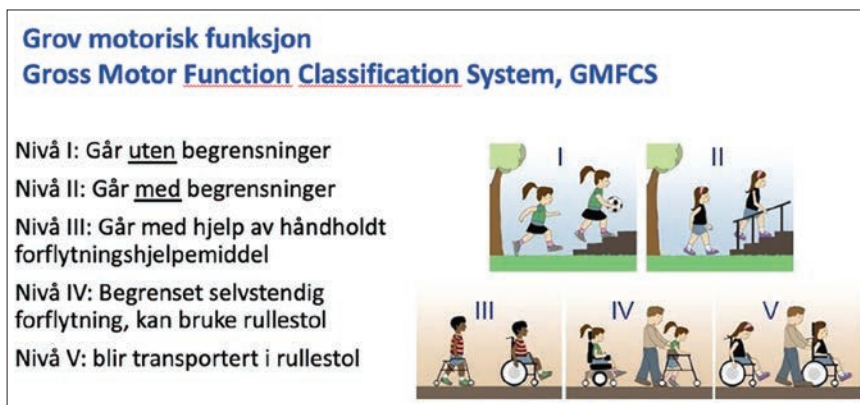 Grov motorisk funksjon
Gross Motor Function Classification System, GMFCS
Nivå I: Går uten begrensninger
Nivå II: Går med begrensninger
Nivå III: Går med hjelp av håndholdt
forflytningshjelpemiddel
Nivå IV: Begrenset selvstendig
forflytning, kan bruke rullestol
Nivå V: blir transportert i rullestol
I
II
III
IV
V